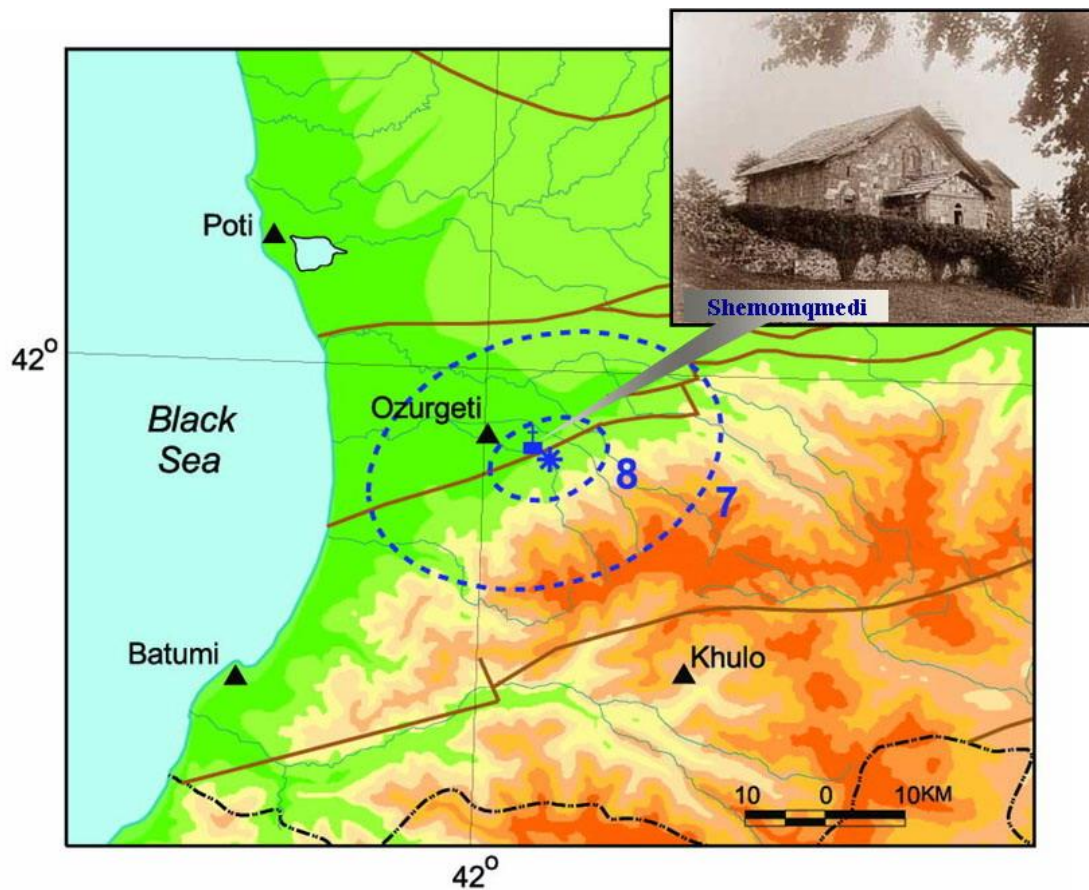 Shemomqmedi
Poti
42°
Ozurgeti
Black
Sea
8
7
Batumi
Khulo
10 0 10KM
42°